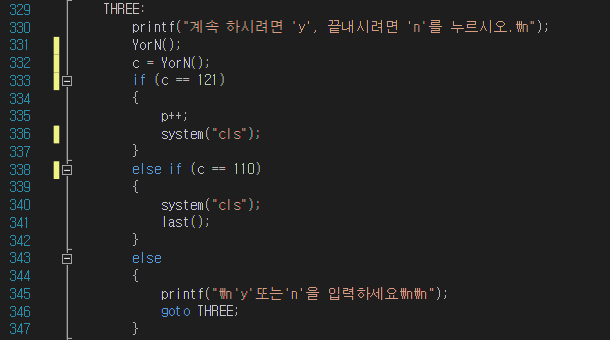 329 THREE:
330 printf("계속 하시려면 'y', 끝내시려면 'n'를 누르시오.₩n");
331 YorN();
332 c = YorN();
333 if (c == 121)
334 {
335 p++;
336 system("cls");
337 }
338 else if (c == 110)
339 {
340 system("cls");
341 last();
342 }
343 else
344 {
345 printf("₩n'y'또는'n'을 입력하세요₩n₩n");
346 goto THREE;
347 }